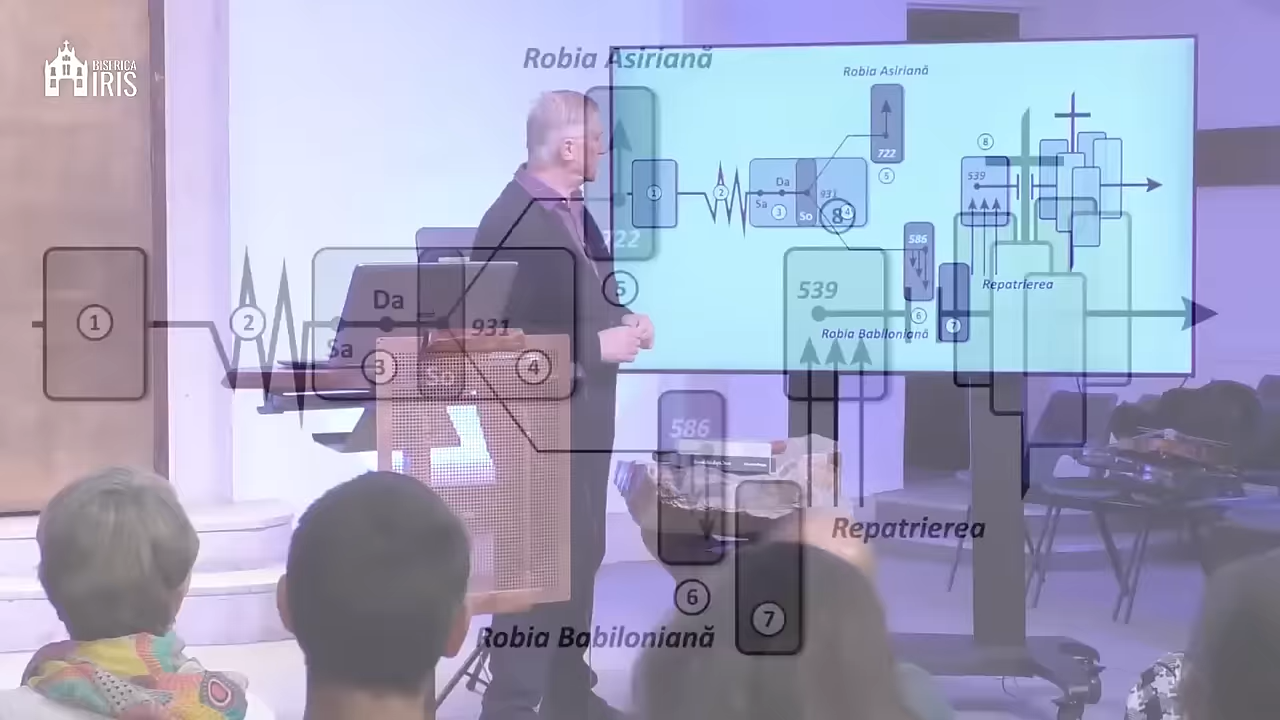 BISERICA
IRIS
Robia Asiriană
722
5
1
2
Da
Sa
3
So
931
4
539
8
586
6
7
Repatrierea
Robia Babiloniană
Robia Asiriană
722
5
1
2
Da
Sa
3
So
931
4
8
539
586
6
7
Repatrierea
Robia Babiloniană